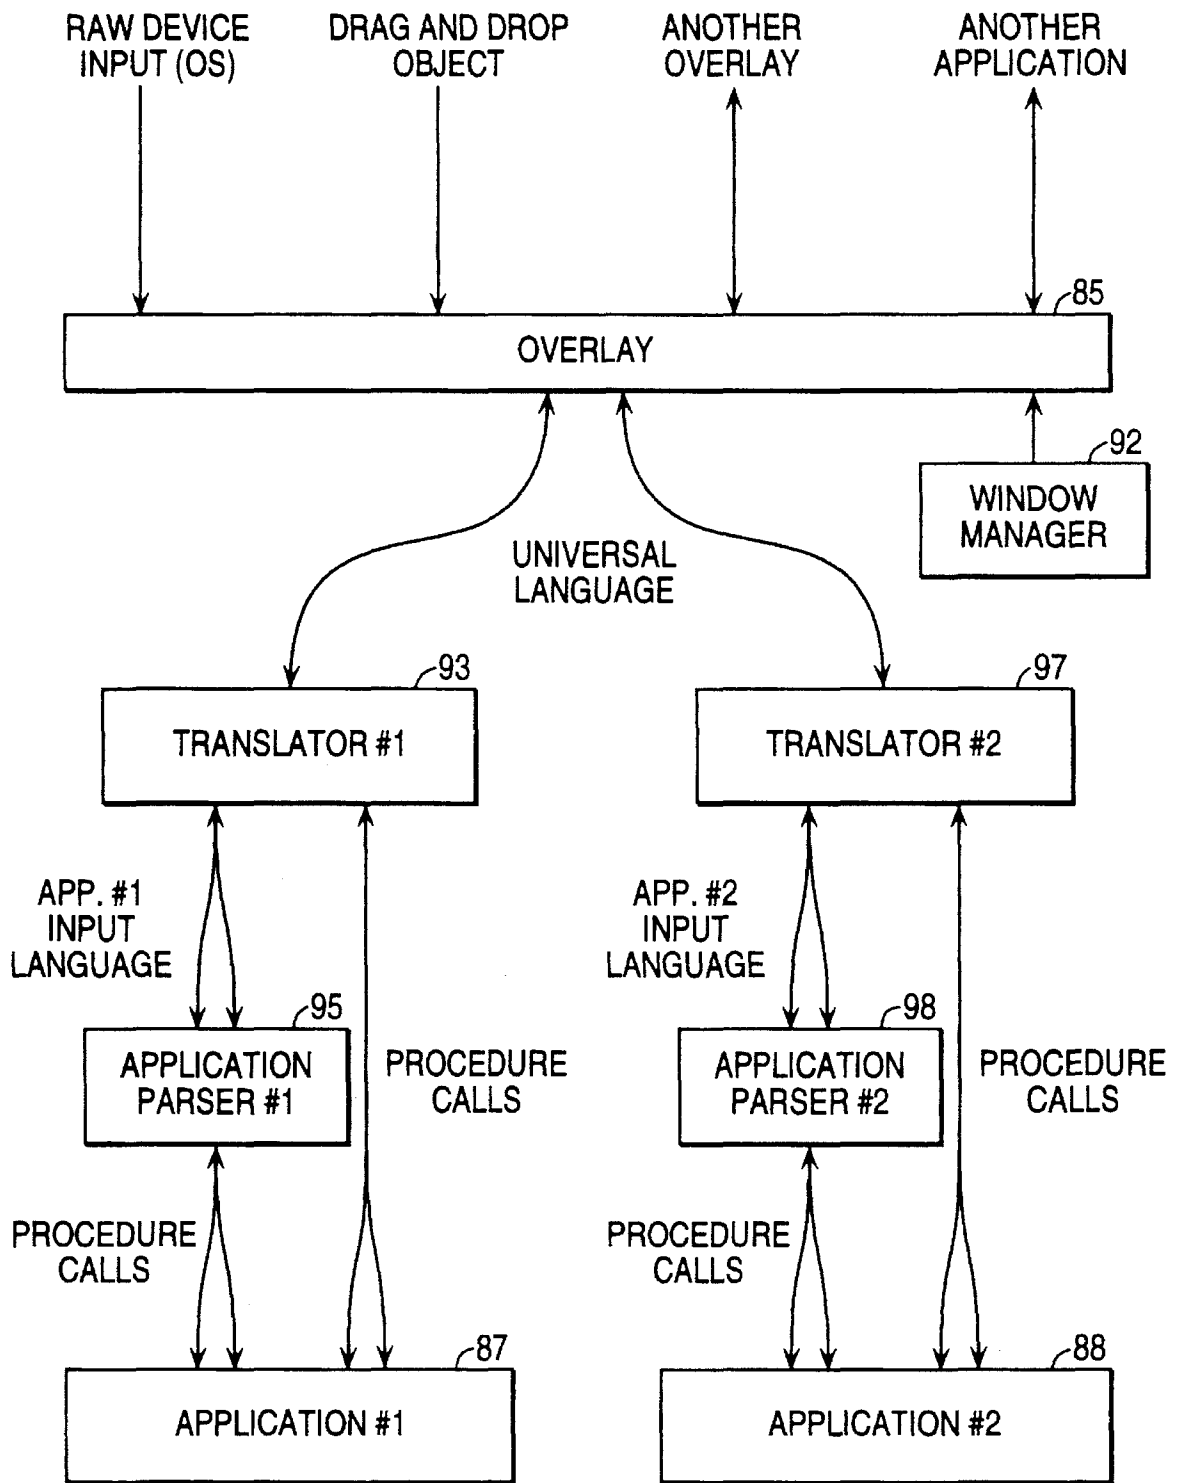 RAW DEVICE
INPUT (OS)
DRAG AND DROP
OBJECT
ANOTHER
OVERLAY
ANOTHER
APPLICATION
85
OVERLAY
92
WINDOW
MANAGER
UNIVERSAL
LANGUAGE
93
TRANSLATOR #1
97
TRANSLATOR #2
APP. #1
INPUT
LANGUAGE
APP. #2
INPUT
LANGUAGE
95
APPLICATION
PARSER #1
PROCEDURE
CALLS
98
APPLICATION
PARSER #2
PROCEDURE
CALLS
PROCEDURE
CALLS
PROCEDURE
CALLS
87
APPLICATION #1
88
APPLICATION #2